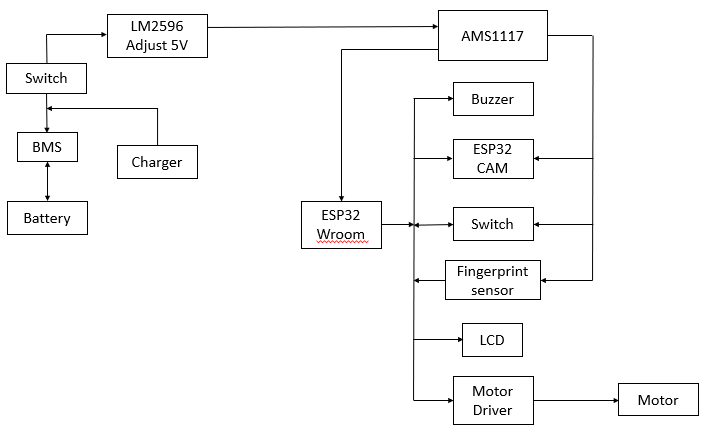 LM2596
Adjust 5V
AMS1117
Switch
Buzzer
BMS
Charger
ESP32
CAM
Battery
ESP32
Wroom
Switch
Fingerprint
sensor
LCD
Motor
Driver
Motor